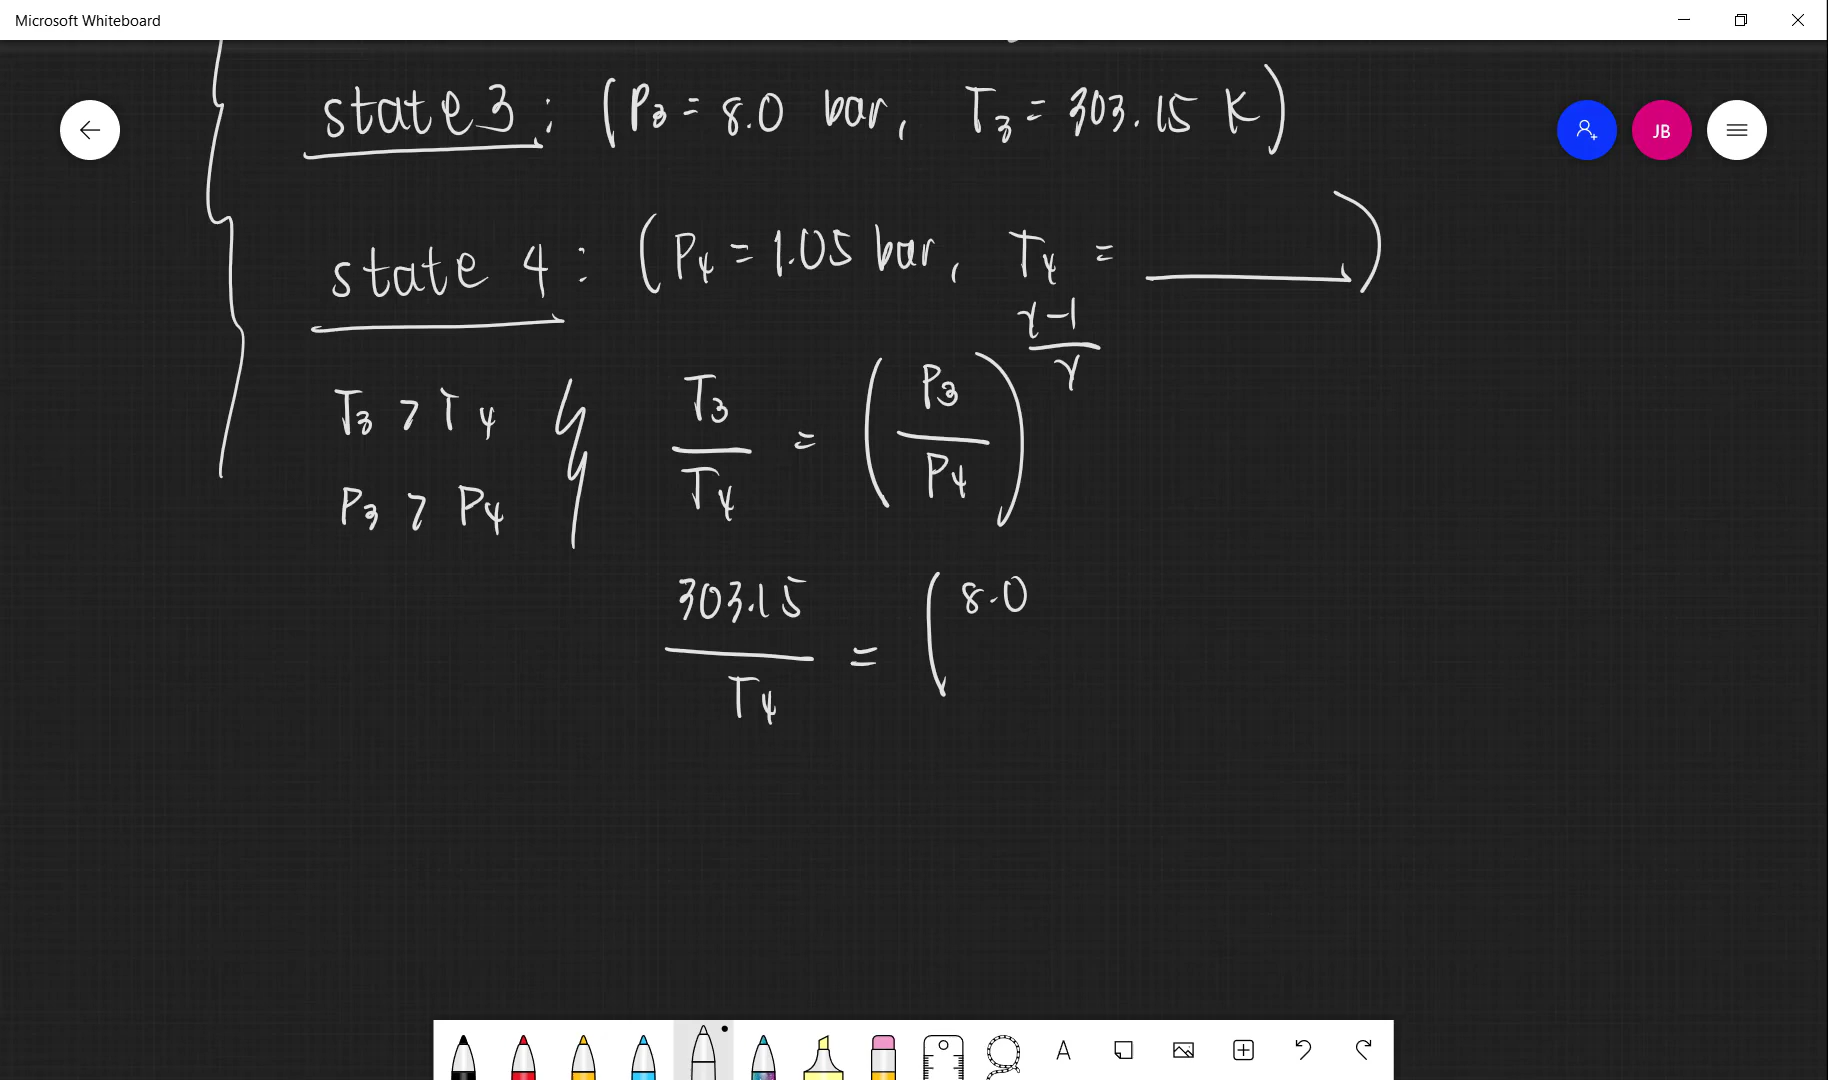 Microsoft Whiteboard
state 3 : (P₃ = 8.0 bar, T₃ = 303.15 K)
JB
state 4 : (P₄ = 1.05 bar, T₄ = ____)
T₃ > T₄
P₃ > P₄
T₃/T₄ = (P₃/P₄)^((γ-1)/γ)
303.15/T₄ = (8.0
A